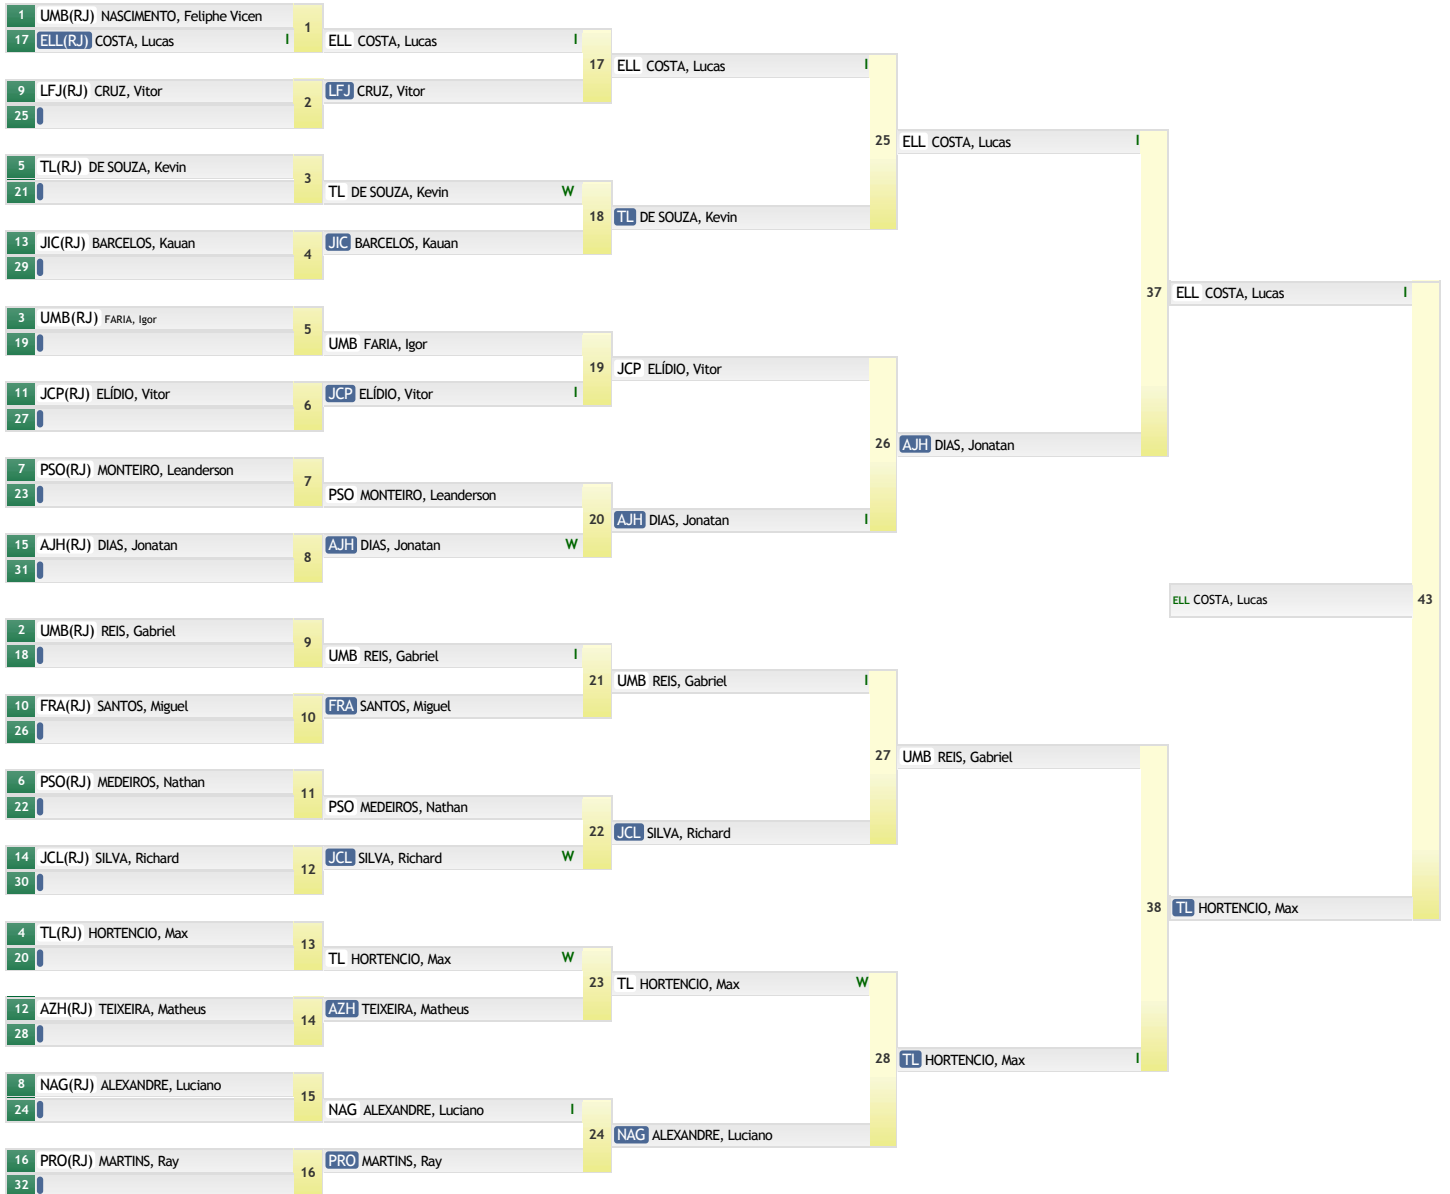 1 UMB(RJ) NASCIMENTO, Feliphe Vicen
17 ELL(RJ) COSTA, Lucas I
1
ELL COSTA, Lucas I
9 LFJ(RJ) CRUZ, Vitor
25
2
LFJ CRUZ, Vitor
17
ELL COSTA, Lucas I
5 TL(RJ) DE SOUZA, Kevin
21
3
TL DE SOUZA, Kevin W
13 JIC(RJ) BARCELOS, Kauan
29
4
JIC BARCELOS, Kauan
18
TL DE SOUZA, Kevin
25
ELL COSTA, Lucas I
3 UMB(RJ) FARIA, Igor
19
5
UMB FARIA, Igor
11 JCP(RJ) ELÍDIO, Vitor
27
6
JCP ELÍDIO, Vitor I
19
JCP ELÍDIO, Vitor
7 PSO(RJ) MONTEIRO, Leanderson
23
7
PSO MONTEIRO, Leanderson
15 AJH(RJ) DIAS, Jonatan
31
8
AJH DIAS, Jonatan W
20
AJH DIAS, Jonatan I
26
AJH DIAS, Jonatan
37
ELL COSTA, Lucas I
2 UMB(RJ) REIS, Gabriel
18
9
UMB REIS, Gabriel I
10 FRA(RJ) SANTOS, Miguel
26
10
FRA SANTOS, Miguel
21
UMB REIS, Gabriel I
6 PSO(RJ) MEDEIROS, Nathan
22
11
PSO MEDEIROS, Nathan
14 JCL(RJ) SILVA, Richard
30
12
JCL SILVA, Richard W
22
JCL SILVA, Richard
27
UMB REIS, Gabriel
4 TL(RJ) HORTENCIO, Max
20
13
TL HORTENCIO, Max W
12 AZH(RJ) TEIXEIRA, Matheus
28
14
AZH TEIXEIRA, Matheus
23
TL HORTENCIO, Max W
8 NAG(RJ) ALEXANDRE, Luciano
24
15
NAG ALEXANDRE, Luciano I
16 PRO(RJ) MARTINS, Ray
32
16
PRO MARTINS, Ray
24
NAG ALEXANDRE, Luciano
28
TL HORTENCIO, Max I
38
TL HORTENCIO, Max
ELL COSTA, Lucas
43